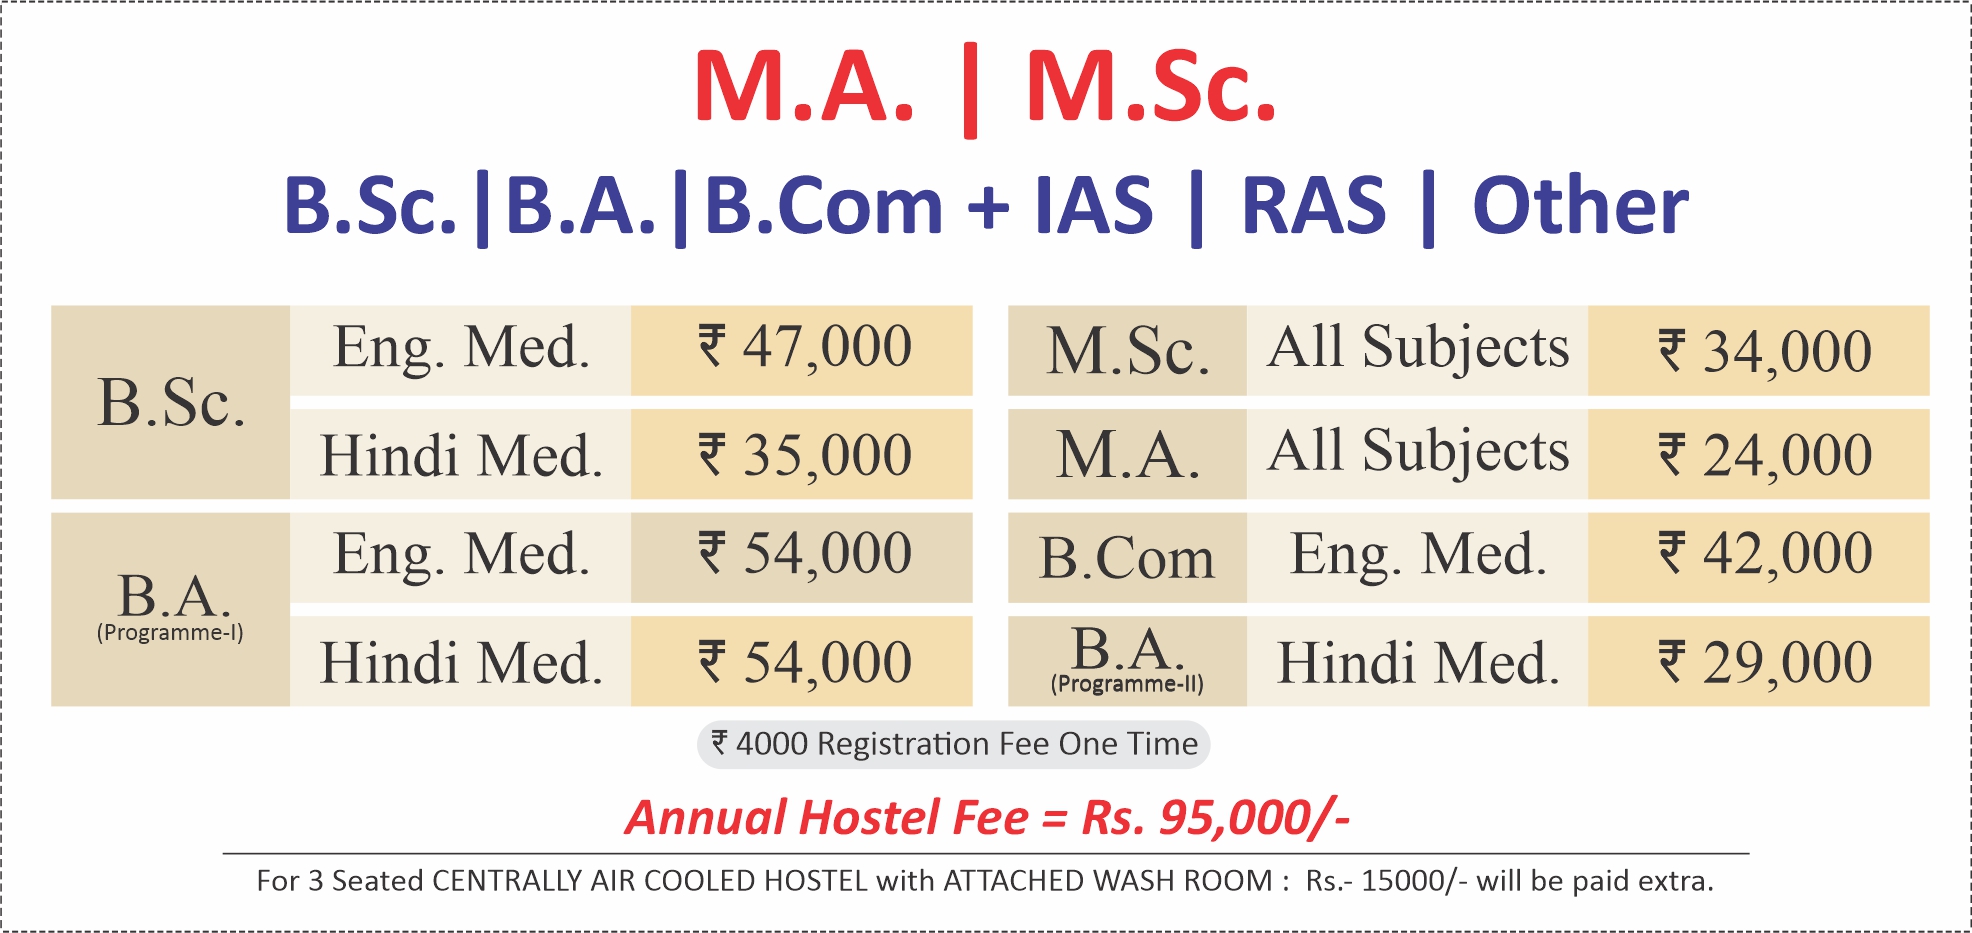 M.A. | M.Sc.
B.Sc.|B.A.|B.Com + IAS | RAS | Other
B.Sc. Eng. Med. ₹ 47,000
Hindi Med. ₹ 35,000
B.A. (Programme-I) Eng. Med. ₹ 54,000
Hindi Med. ₹ 54,000
M.Sc. All Subjects ₹ 34,000
M.A. All Subjects ₹ 24,000
B.Com Eng. Med. ₹ 42,000
B.A. (Programme-II) Hindi Med. ₹ 29,000
₹ 4000 Registration Fee One Time
Annual Hostel Fee = Rs. 95,000/-
For 3 Seated CENTRALLY AIR COOLED HOSTEL with ATTACHED WASH ROOM : Rs.- 15000/- will be paid extra.